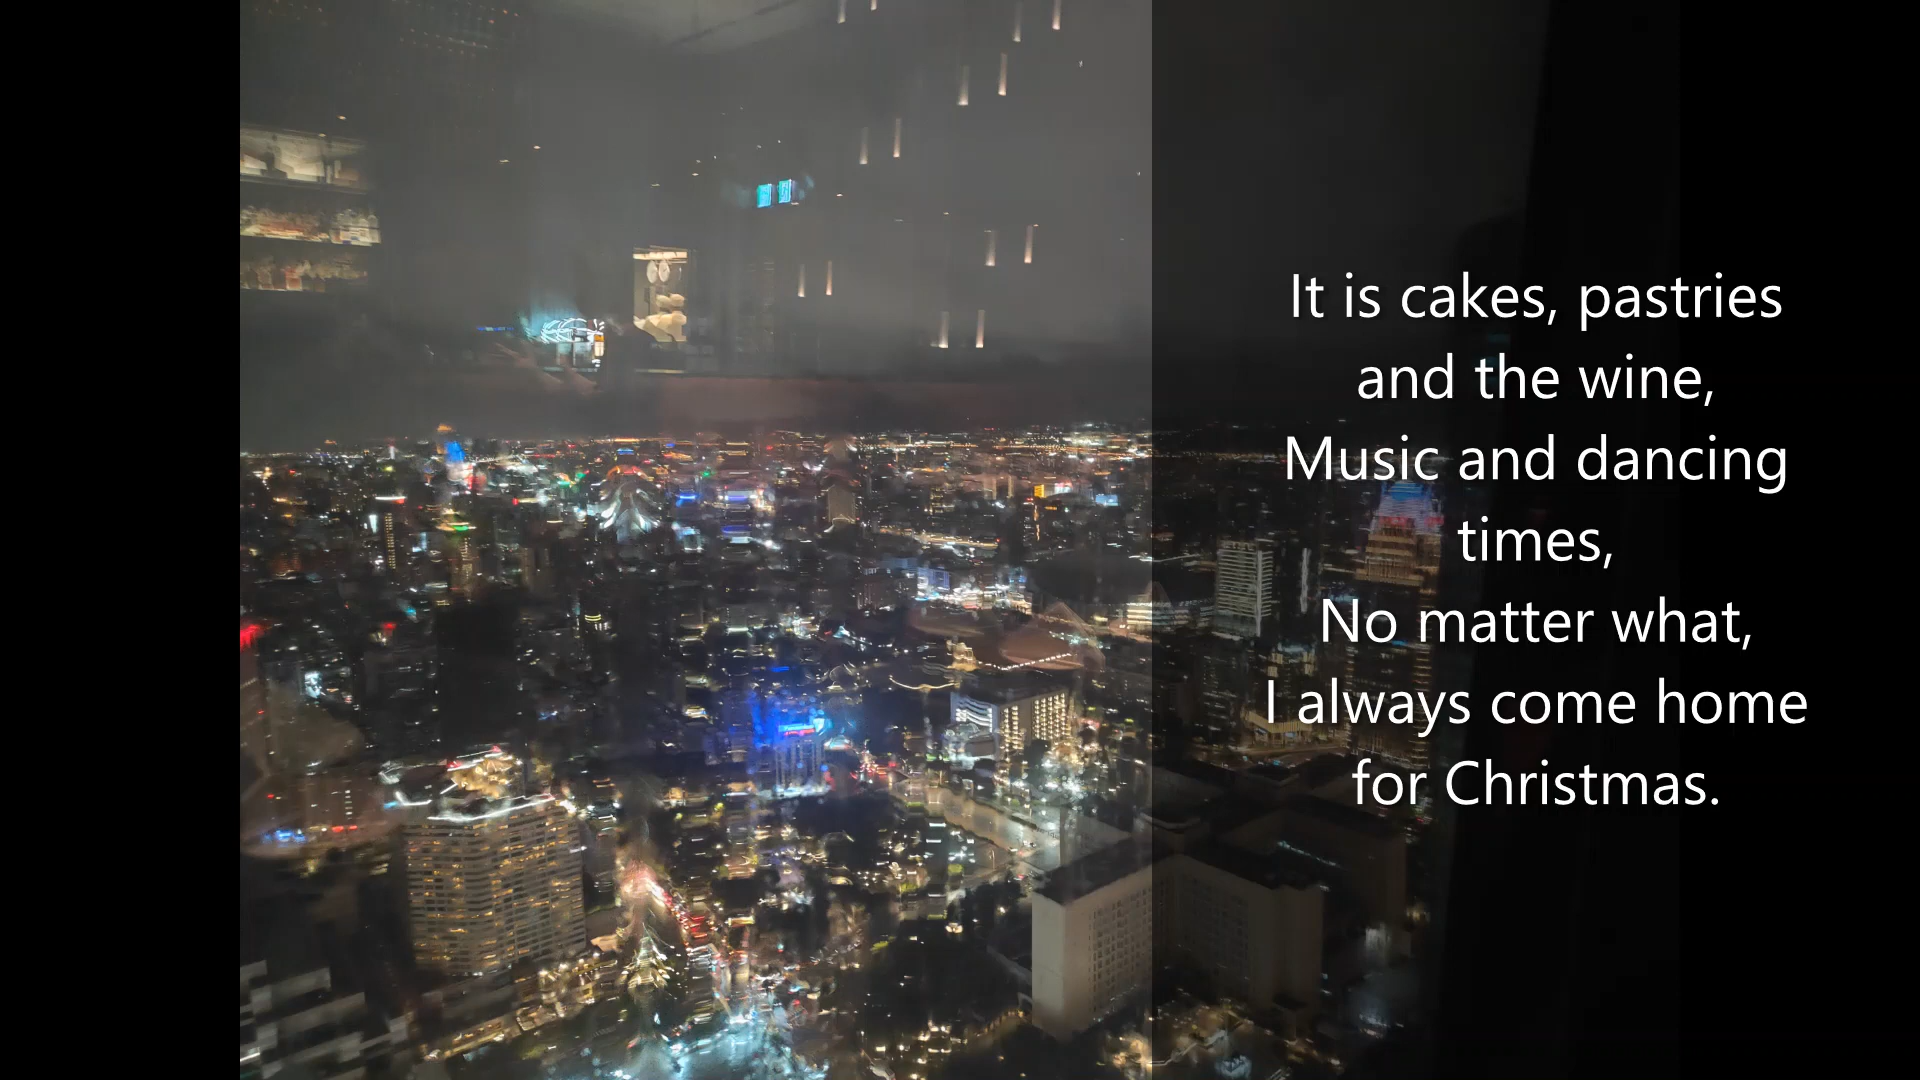 It is cakes, pastries
and the wine,
Music and dancing
times,
No matter what,
I always come home
for Christmas.